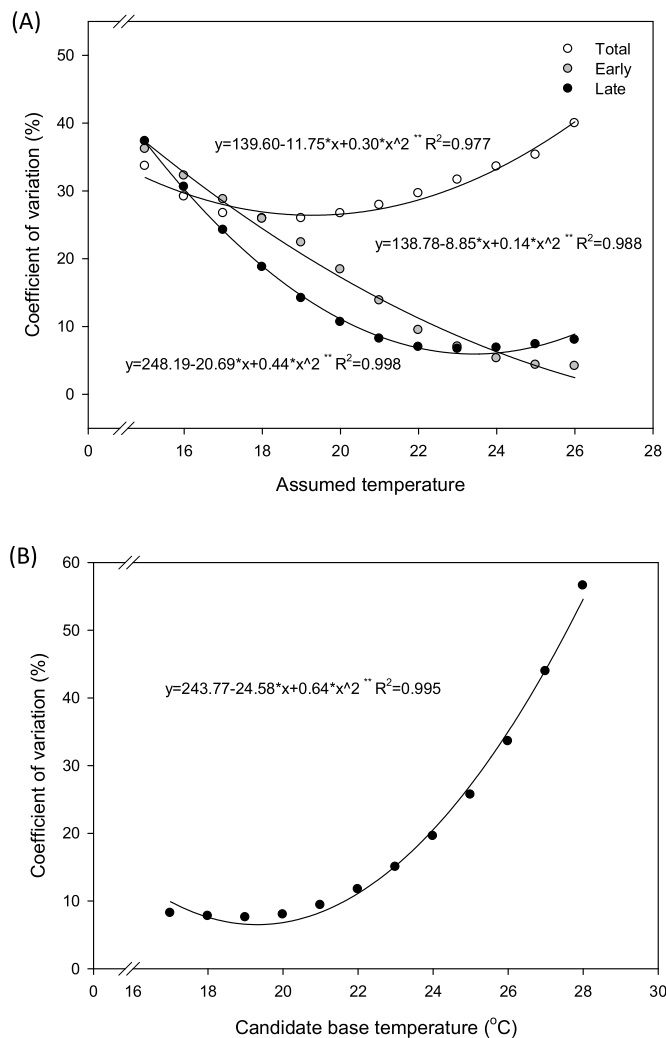 (A)
50
40
30
20
10
0
Coefficient of variation (%)
Total
Early
Late
y=139.60-11.75*x+0.30*x^2 ** R2=0.977
y=138.78-8.85*x+0.14*x^2 ** R2=0.988
y=248.19-20.69*x+0.44*x^2 ** R2=0.998
0 16 18 20 22 24 26 28
Assumed temperature
(B)
60
50
40
30
20
10
0
Coefficient of variation (%)
y=243.77-24.58*x+0.64*x^2 ** R2=0.995
0 16 18 20 22 24 26 28 30
Candidate base temperature (oC)